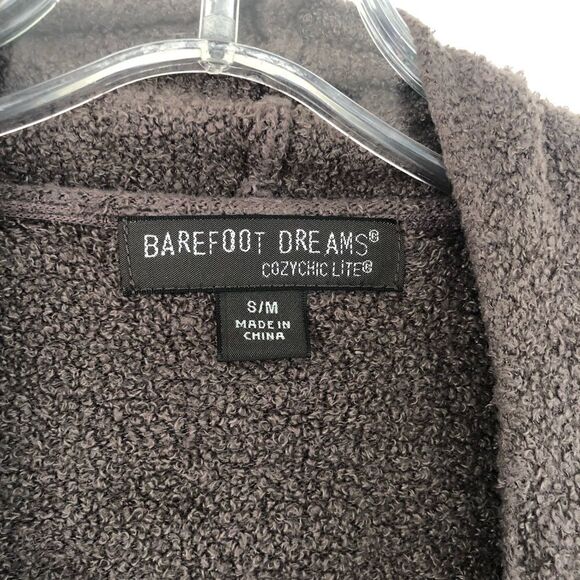 BAREFOOT DREAMS®
COZYCHIC LiTE®
S/M
MADE IN
CHINA